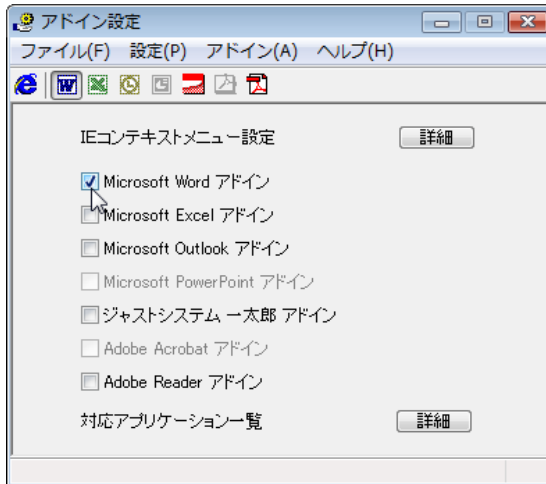 アドイン設定
ファイル(F) 設定(P) アドイン(A) ヘルプ(H)
IEコンテキストメニュー設定 詳細
Microsoft Word アドイン
Microsoft Excel アドイン
Microsoft Outlook アドイン
Microsoft PowerPoint アドイン
ジャストシステム 一太郎 アドイン
Adobe Acrobat アドイン
Adobe Reader アドイン
対応アプリケーション一覧 詳細